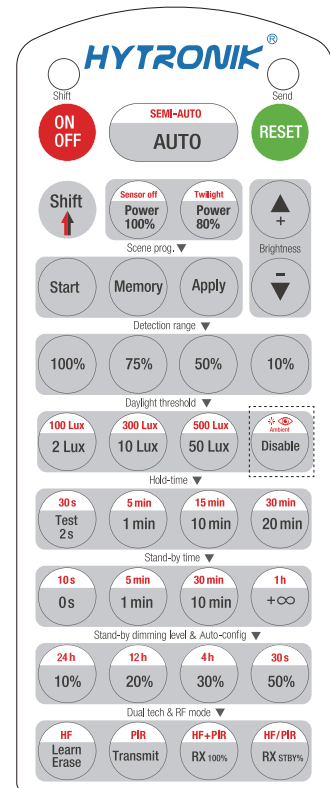 HYTRONIK®
Shift
Send
ON
OFF
SEMI-AUTO
AUTO
RESET
Shift
Sensor off
Power
100%
Twilight
Power
80%
+
Brightness
-
Scene prog. ▼
Start
Memory
Apply
Detection range ▼
100%
75%
50%
10%
Daylight threshold ▼
100 Lux
2 Lux
300 Lux
10 Lux
500 Lux
50 Lux
Ambient
Disable
Hold-time ▼
30 s
Test
2 s
5 min
1 min
15 min
10 min
30 min
20 min
Stand-by time ▼
10 s
0 s
5 min
1 min
30 min
10 min
1 h
+∞
Stand-by dimming level & Auto-config ▼
24 h
10%
12 h
20%
4 h
30%
30 s
50%
Dual tech & RF mode ▼
HF
Learn
Erase
PIR
Transmit
HF+PIR
RX 100%
HF/PIR
RX STBY%